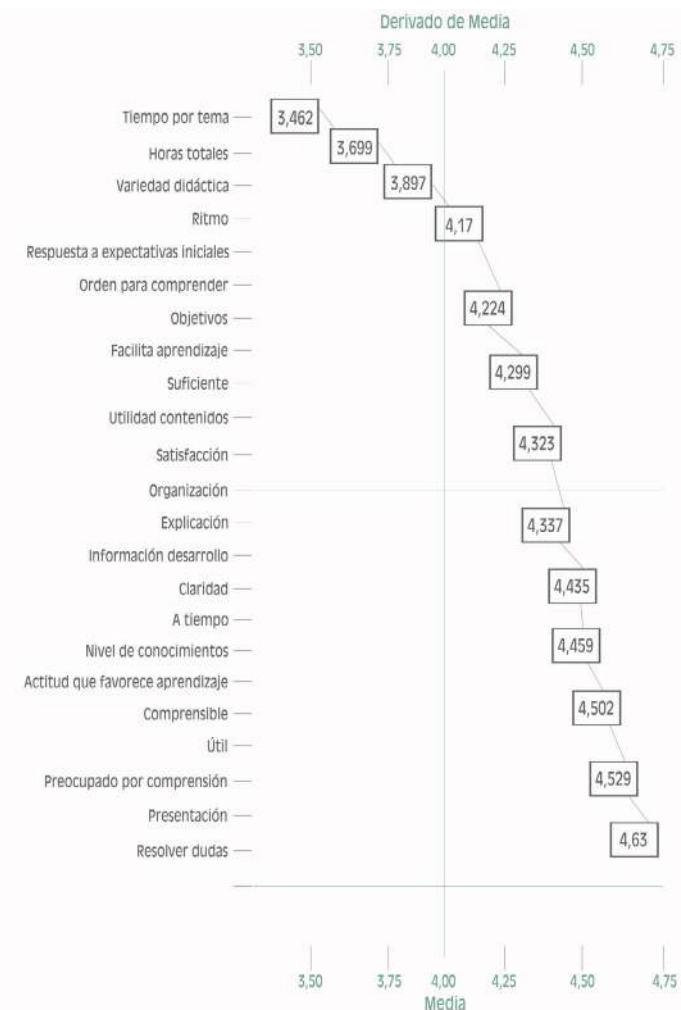 Derivado de Media
3,50 3,75 4,00 4,25 4,50 4,75
Tiempo por tema
3,462
Horas totales
3,699
Variedad didáctica
3,897
Ritmo
4,17
Respuesta a expectativas iniciales
Orden para comprender
Objetivos
4,224
Facilita aprendizaje
Suficiente
4,299
Utilidad contenidos
Satisfacción
4,323
Organización
Explicación
4,337
Información desarrollo
Claridad
4,435
A tiempo
Nivel de conocimientos
4,459
Actitud que favorece aprendizaje
Comprensible
4,502
Útil
Preocupado por comprensión
4,529
Presentación
Resolver dudas
4,63
3,50 3,75 4,00 4,25 4,50 4,75
Media